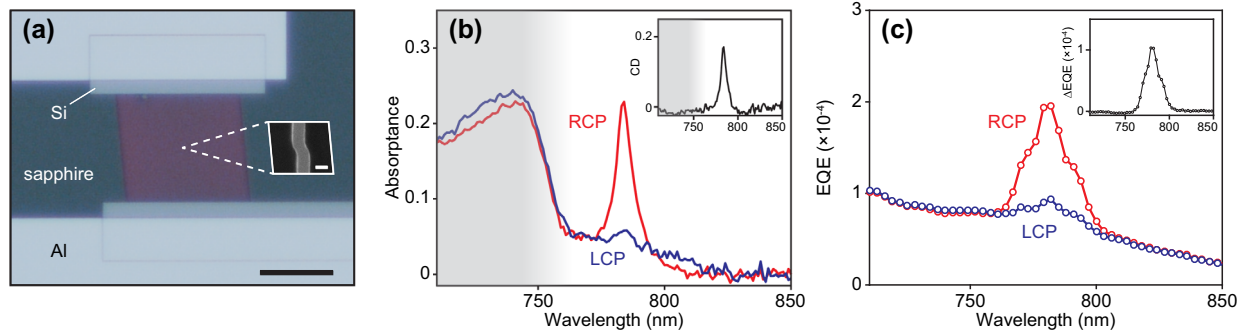 (a)
Si
sapphire
Al
(b)
Absorptance
0.3
0.2
0.1
0
750
800
850
Wavelength (nm)
RCP
LCP
CD
0.2
0
750
800
850
(c)
EQE (×10⁻⁴)
3
2
1
0
750
800
850
Wavelength (nm)
RCP
LCP
ΔEQE (×10⁻⁴)
1
0
750
800
850